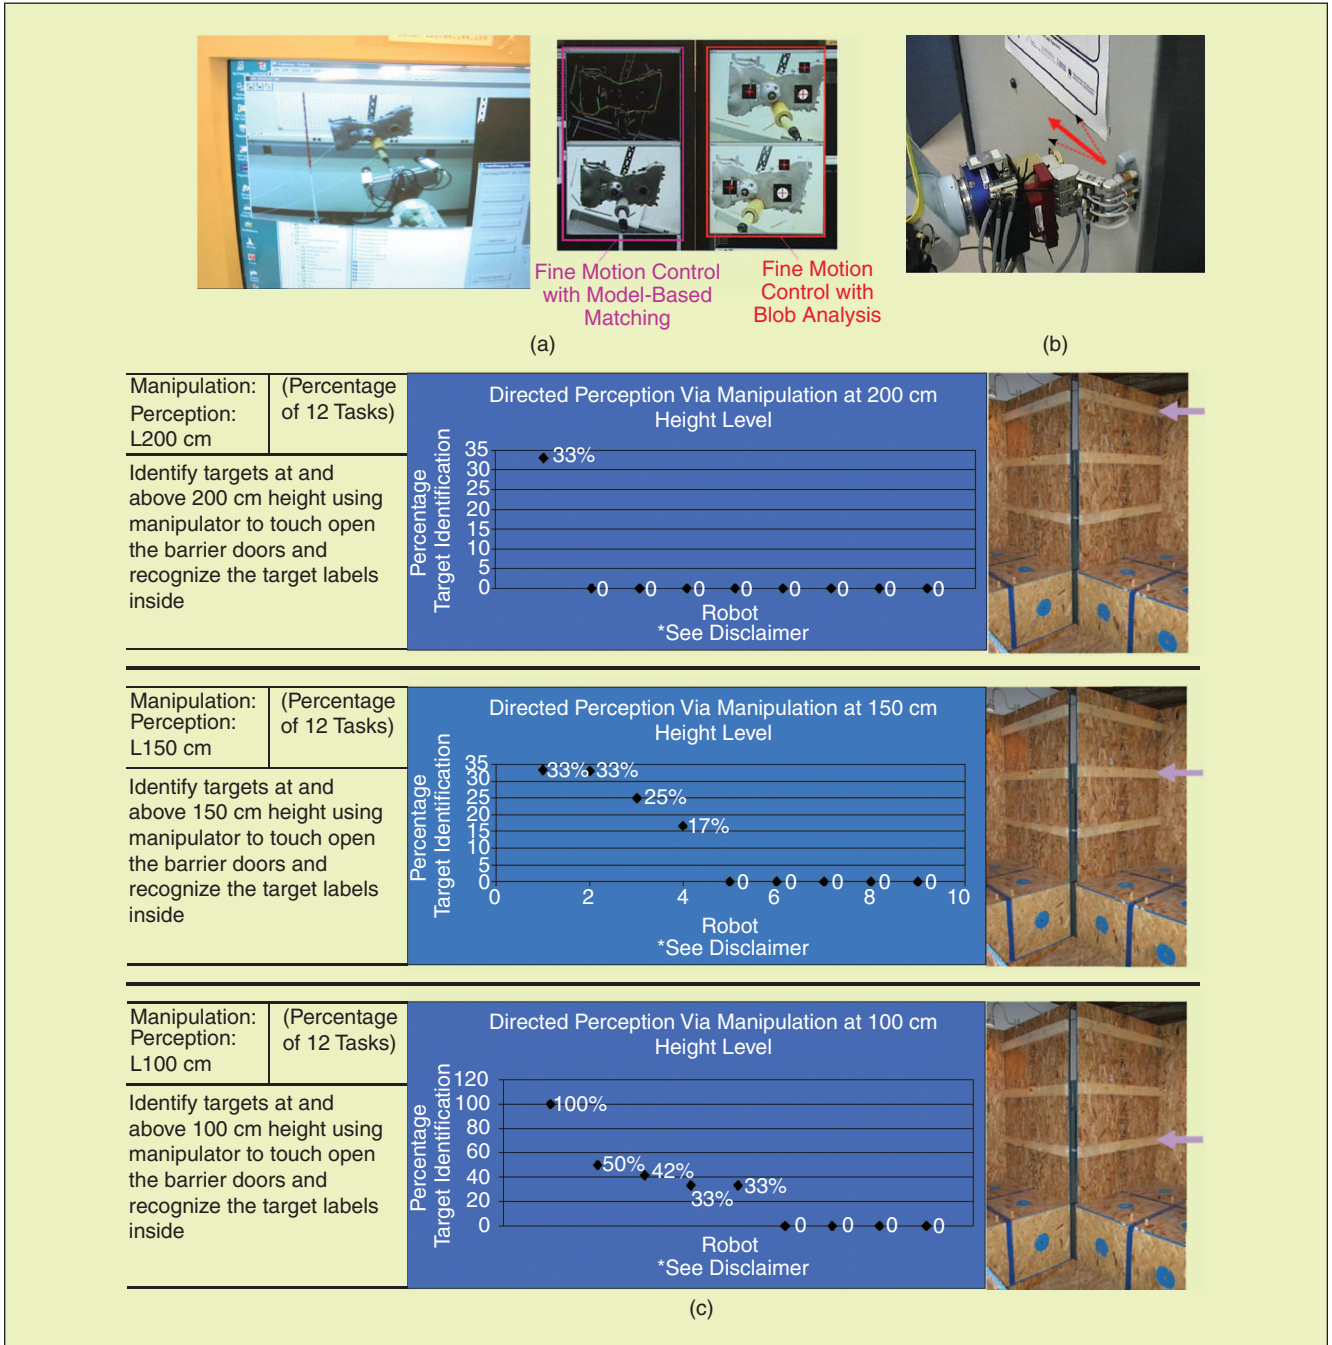 Fine Motion Control
with Model-Based
Matching
Fine Motion
Control with
Blob Analysis
(a)
(b)
Manipulation:
Perception:
L200 cm
(Percentage
of 12 Tasks)
Identify targets at and
above 200 cm height using
manipulator to touch open
the barrier doors and
recognize the target labels
inside
Directed Perception Via Manipulation at 200 cm
Height Level
Percentage
Target Identification
35
30
25
20
15
10
5
0
33%
0 0 0 0 0 0 0 0
Robot
*See Disclaimer
Manipulation:
Perception:
L150 cm
(Percentage
of 12 Tasks)
Identify targets at and
above 150 cm height using
manipulator to touch open
the barrier doors and
recognize the target labels
inside
Directed Perception Via Manipulation at 150 cm
Height Level
Percentage
Target Identification
35
30
25
20
15
10
5
0
33% 33%
25%
17%
0 0 0 0 0
0 2 4 6 8 10
Robot
*See Disclaimer
Manipulation:
Perception:
L100 cm
(Percentage
of 12 Tasks)
Identify targets at and
above 100 cm height using
manipulator to touch open
the barrier doors and
recognize the target labels
inside
Directed Perception Via Manipulation at 100 cm
Height Level
Percentage
Target Identification
120
100
80
60
40
20
0
100%
50%
42%
33%
33%
0 0 0 0
Robot
*See Disclaimer
(c)